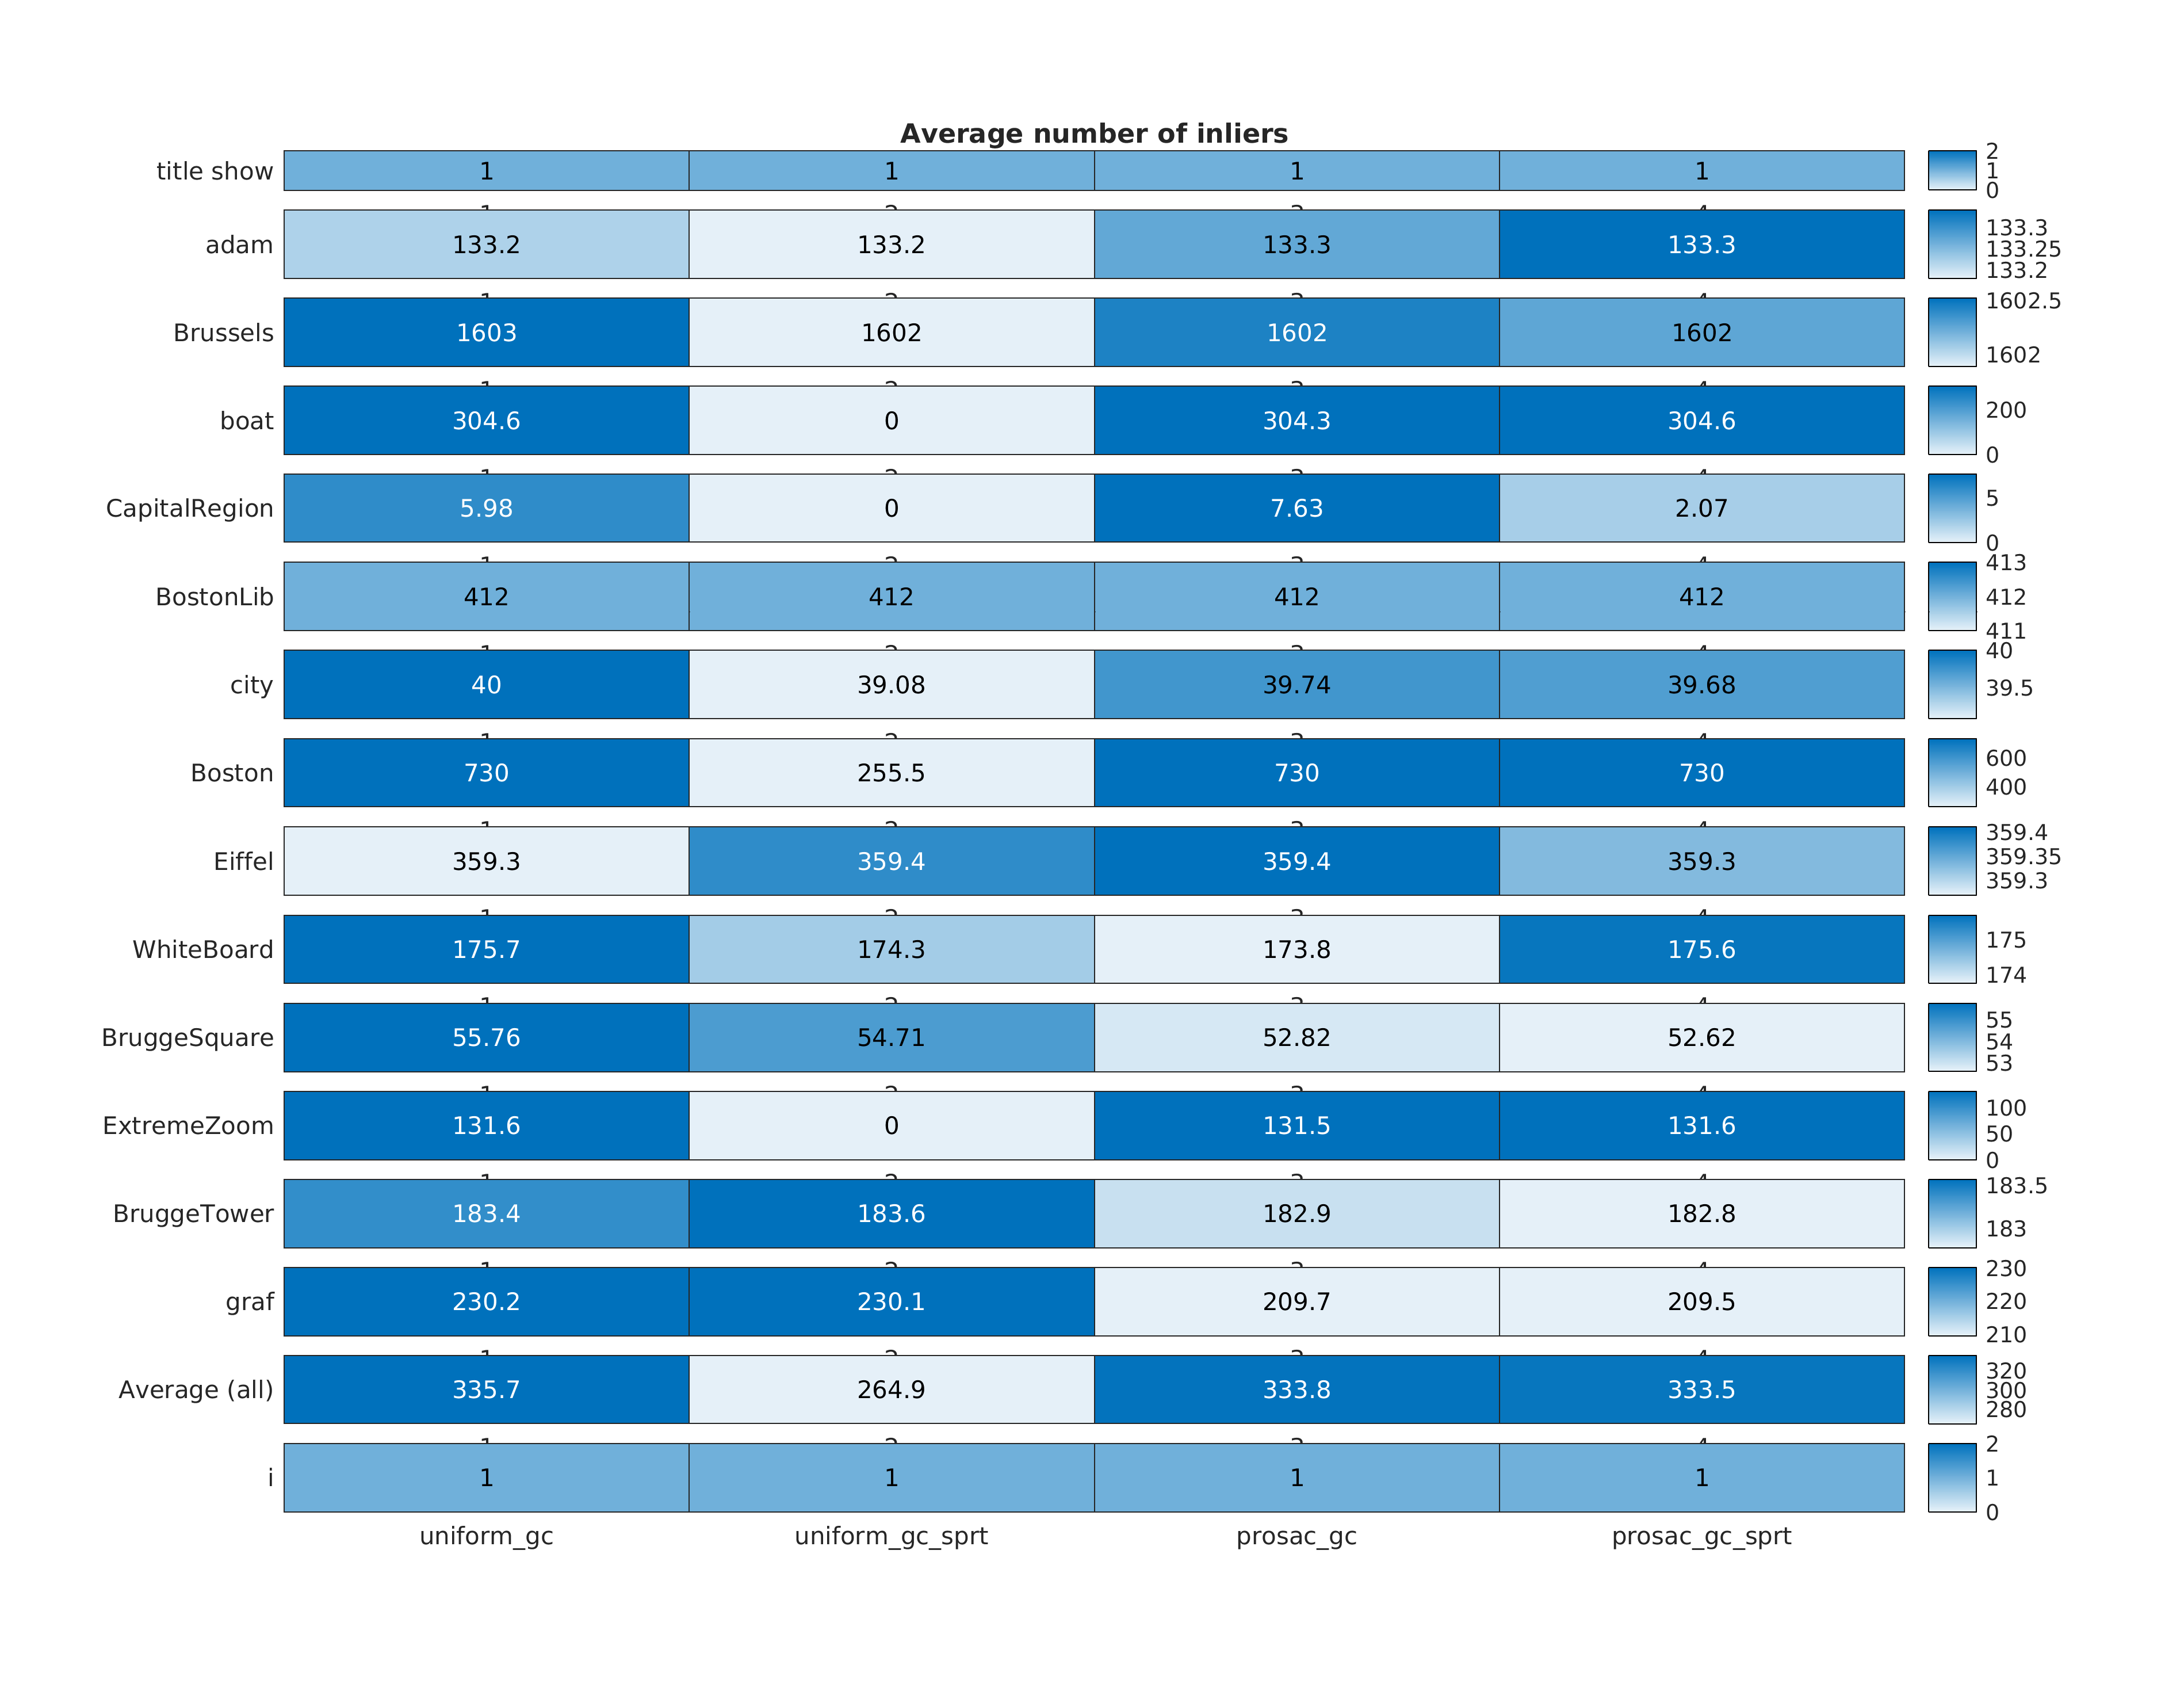 Average number of inliers
title show 1 1 1 1 2 1 0
adam 133.2 133.2 133.3 133.3 133.3 133.25 133.2
Brussels 1603 1602 1602 1602 1602.5 1602
boat 304.6 0 304.3 304.6 200 0
CapitalRegion 5.98 0 7.63 2.07 5 0
BostonLib 412 412 412 412 413 412 411
city 40 39.08 39.74 39.68 40 39.5
Boston 730 255.5 730 730 600 400
Eiffel 359.3 359.4 359.4 359.3 359.4 359.35 359.3
WhiteBoard 175.7 174.3 173.8 175.6 175 174
BruggeSquare 55.76 54.71 52.82 52.62 55 54 53
ExtremeZoom 131.6 0 131.5 131.6 100 50 0
BruggeTower 183.4 183.6 182.9 182.8 183.5 183
graf 230.2 230.1 209.7 209.5 230 220 210
Average (all) 335.7 264.9 333.8 333.5 320 300 280
i 1 1 1 1 2 1 0
uniform_gc uniform_gc_sprt prosac_gc prosac_gc_sprt